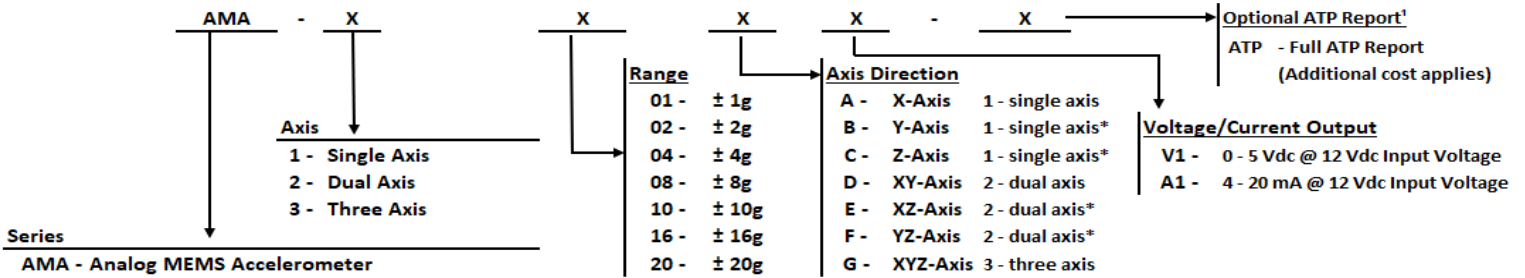 AMA - X X X X - X
Optional ATP Report¹
ATP - Full ATP Report
(Additional cost applies)
Range
01 - ± 1g
02 - ± 2g
04 - ± 4g
08 - ± 8g
10 - ± 10g
16 - ± 16g
20 - ± 20g
Axis Direction
A - X-Axis 1 - single axis
B - Y-Axis 1 - single axis*
C - Z-Axis 1 - single axis*
D - XY-Axis 2 - dual axis
E - XZ-Axis 2 - dual axis*
F - YZ-Axis 2 - dual axis*
G - XYZ-Axis 3 - three axis
Voltage/Current Output
V1 - 0 - 5 Vdc @ 12 Vdc Input Voltage
A1 - 4 - 20 mA @ 12 Vdc Input Voltage
Axis
1 - Single Axis
2 - Dual Axis
3 - Three Axis
Series
AMA - Analog MEMS Accelerometer